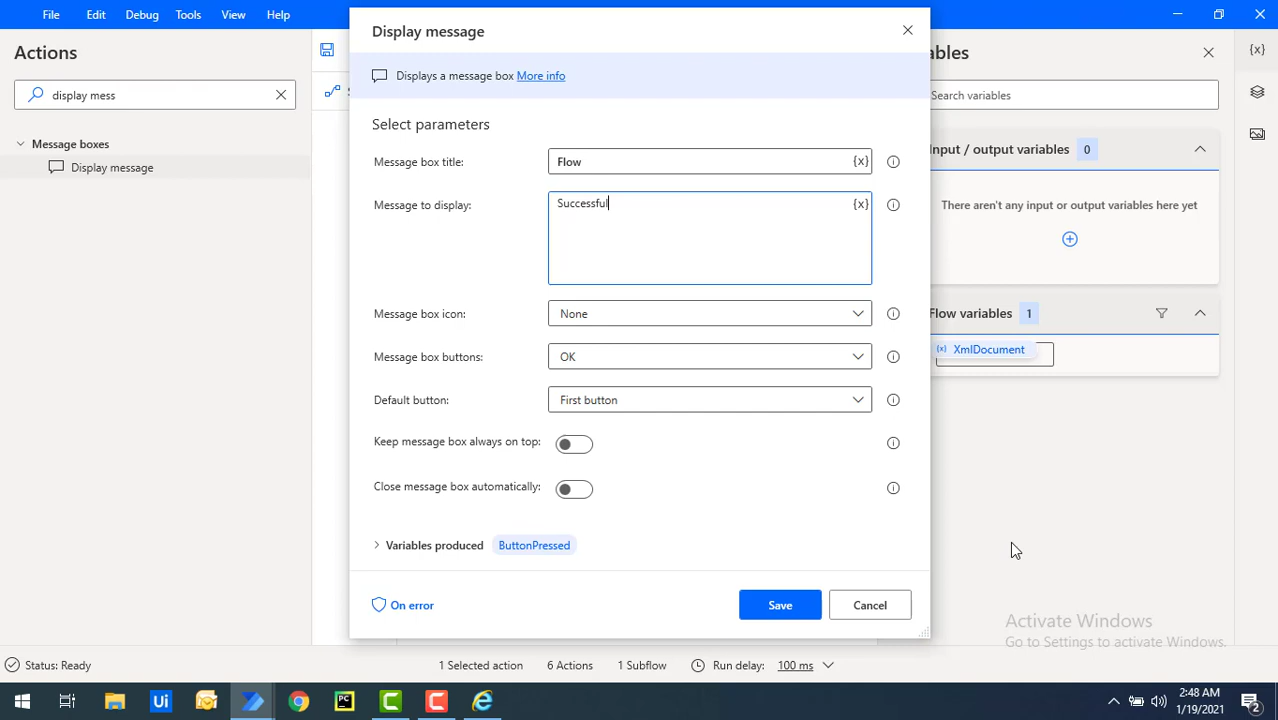 File Edit Debug Tools View Help
Actions
display mess
Message boxes
Display message
Display message
Displays a message box More info
Select parameters
Message box title: Flow {x}
Message to display: Successful {x}
Message box icon: None
Message box buttons: OK
Default button: First button
Keep message box always on top:
Close message box automatically:
Variables produced ButtonPressed
On error Save Cancel
ables {x}
Search variables
Input / output variables 0
There aren't any input or output variables here yet
Flow variables 1
{x} XmlDocument
Activate Windows
Go to Settings to activate Windows.
Status: Ready 1 Selected action 6 Actions 1 Subflow Run delay: 100 ms
Ui PC 2:48 AM
1/19/2021 2